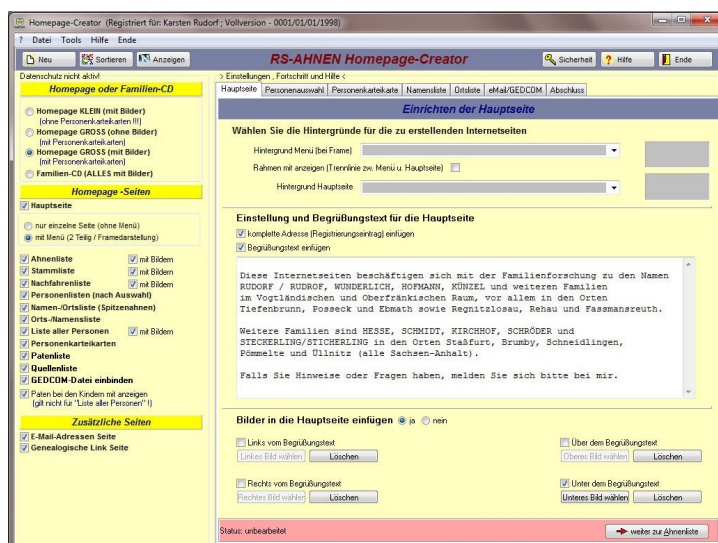 Homepage-Creator (Registriert für: Karsten Rudorf ; Vollversion - 0001/01/01/1998)
? Datei Tools Hilfe Ende
Neu Sortieren Anzeigen RS-AHNEN Homepage-Creator Sicherheit Hilfe Ende
Datenschutz nicht aktiv!
Homepage oder Familien-CD
Homepage KLEIN (mit Bilder)
(ohne Personenkarteikarten !!!)
Homepage GROSS (ohne Bilder)
(mit Personenkarteikarten)
Homepage GROSS (mit Bilder)
(mit Personenkarteikarten)
Familien-CD (ALLES mit Bilder)
Homepage -Seiten
Hauptseite
nur einzelne Seite (ohne Menü)
mit Menü (2 Teilig / Framedarstellung)
Ahnenliste mit Bildern
Stammliste mit Bildern
Nachfahrenliste mit Bildern
Personenlisten (nach Auswahl)
Namen-/Ortsliste (Spitzenahnen)
Orts-/Namensliste
Liste aller Personen mit Bildern
Personenkarteikarten
Patenliste
Quellenliste
GEDCOM-Datei einbinden
Paten bei den Kindern mit anzeigen
(gilt nicht für "Liste aller Personen" !)
Zusätzliche Seiten
E-Mail-Adressen Seite
Genealogische Link Seite
> Einstellungen , Fortschritt und Hilfe <
Hauptseite Personenauswahl Personenkarteikarte Namensliste Ortsliste eMail/GEDCOM Abschluss
Einrichten der Hauptseite
Wählen Sie die Hintergründe für die zu erstellenden Internetseiten
Hintergrund Menü (bei Frame)
Rahmen mit anzeigen (Trennlinie zw. Menü u. Hauptseite)
Hintergrund Hauptseite
Einstellung und Begrüßungstext für die Hauptseite
komplette Adresse (Registrierungseintrag) einfügen
Begrüßungstext einfügen
Diese Internetseiten beschäftigen sich mit der Familienforschung zu den Namen
RUDORF / RUDROF, WUNDERLICH, HOFMANN, KÜNZEL und weiteren Familien
im Vogtländischen und Oberfränkischen Raum, vor allem in den Orten
Tiefenbrunn, Posseck und Ebmath sowie Regnitzlosau, Rehau und Fassmansreuth.
Weitere Familien sind HESSE, SCHMIDT, KIRCHHOF, SCHRÖDER und
STECKERLING/STICHERLING in den Orten Staßfurt, Brumby, Schneidlingen,
Pömmelte und Üllnitz (alle Sachsen-Anhalt).
Falls Sie Hinweise oder Fragen haben, melden Sie sich bitte bei mir.
Bilder in die Hauptseite einfügen ja nein
Links vom Begrüßungstext Über dem Begrüßungstext
Linkes Bild wählen Löschen Oberes Bild wählen Löschen
Rechts vom Begrüßungstext Unter dem Begrüßungstext
Rechtes Bild wählen Löschen Unteres Bild wählen Löschen
Status: unbearbeitet weiter zur Ahnenliste